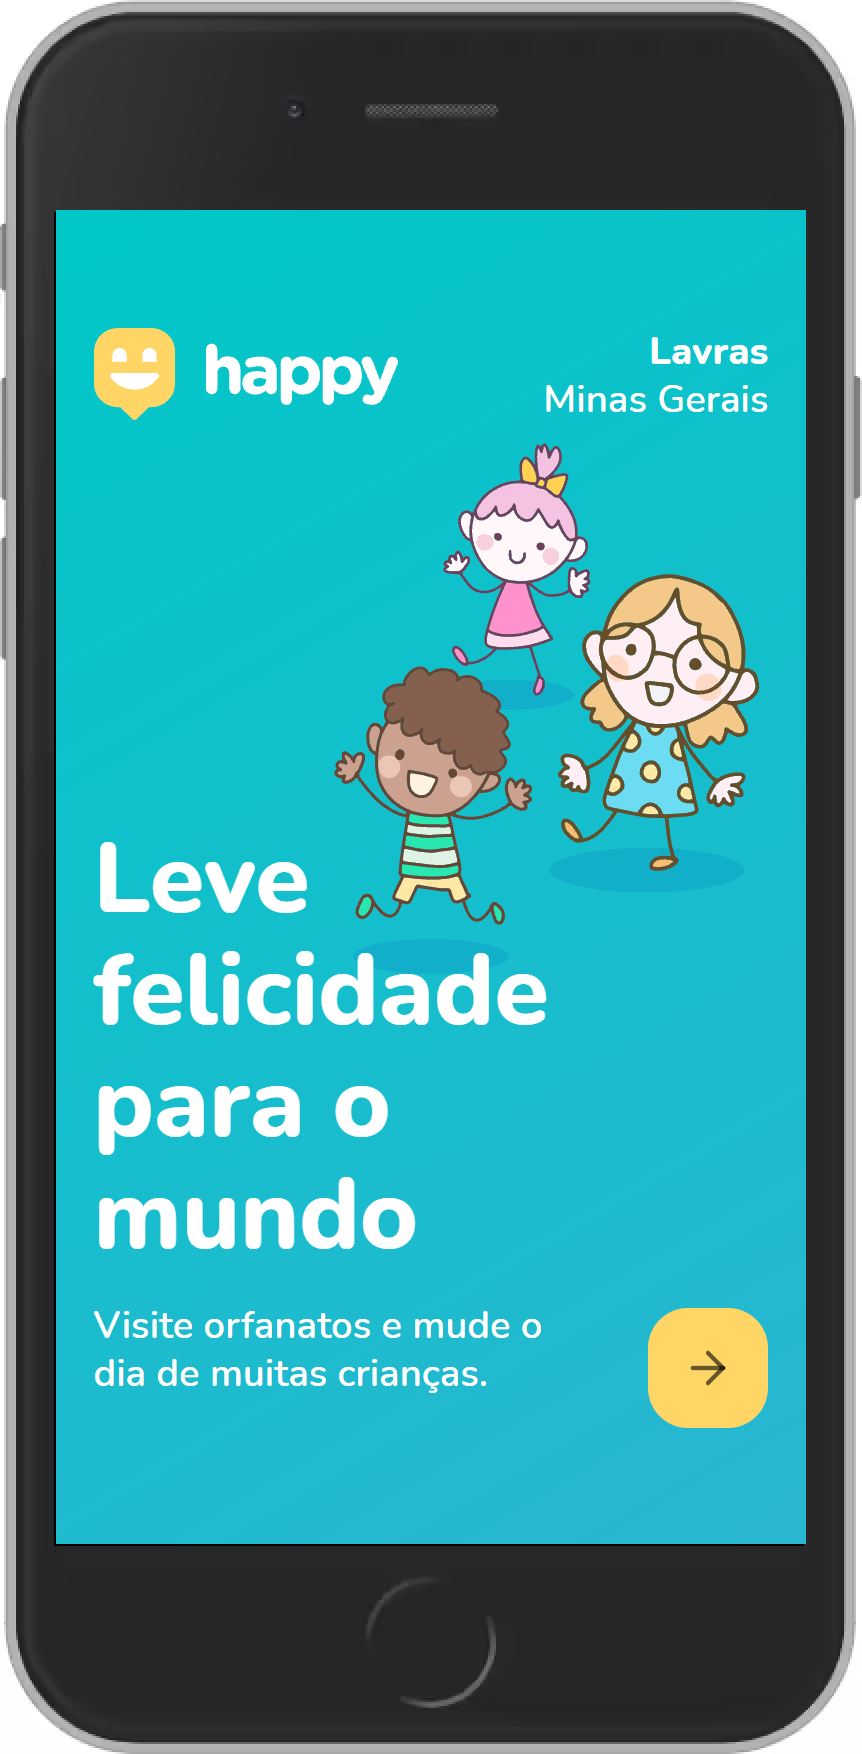 happy
Lavras
Minas Gerais
Leve
felicidade
para o
mundo
Visite orfanatos e mude o
dia de muitas crianças.